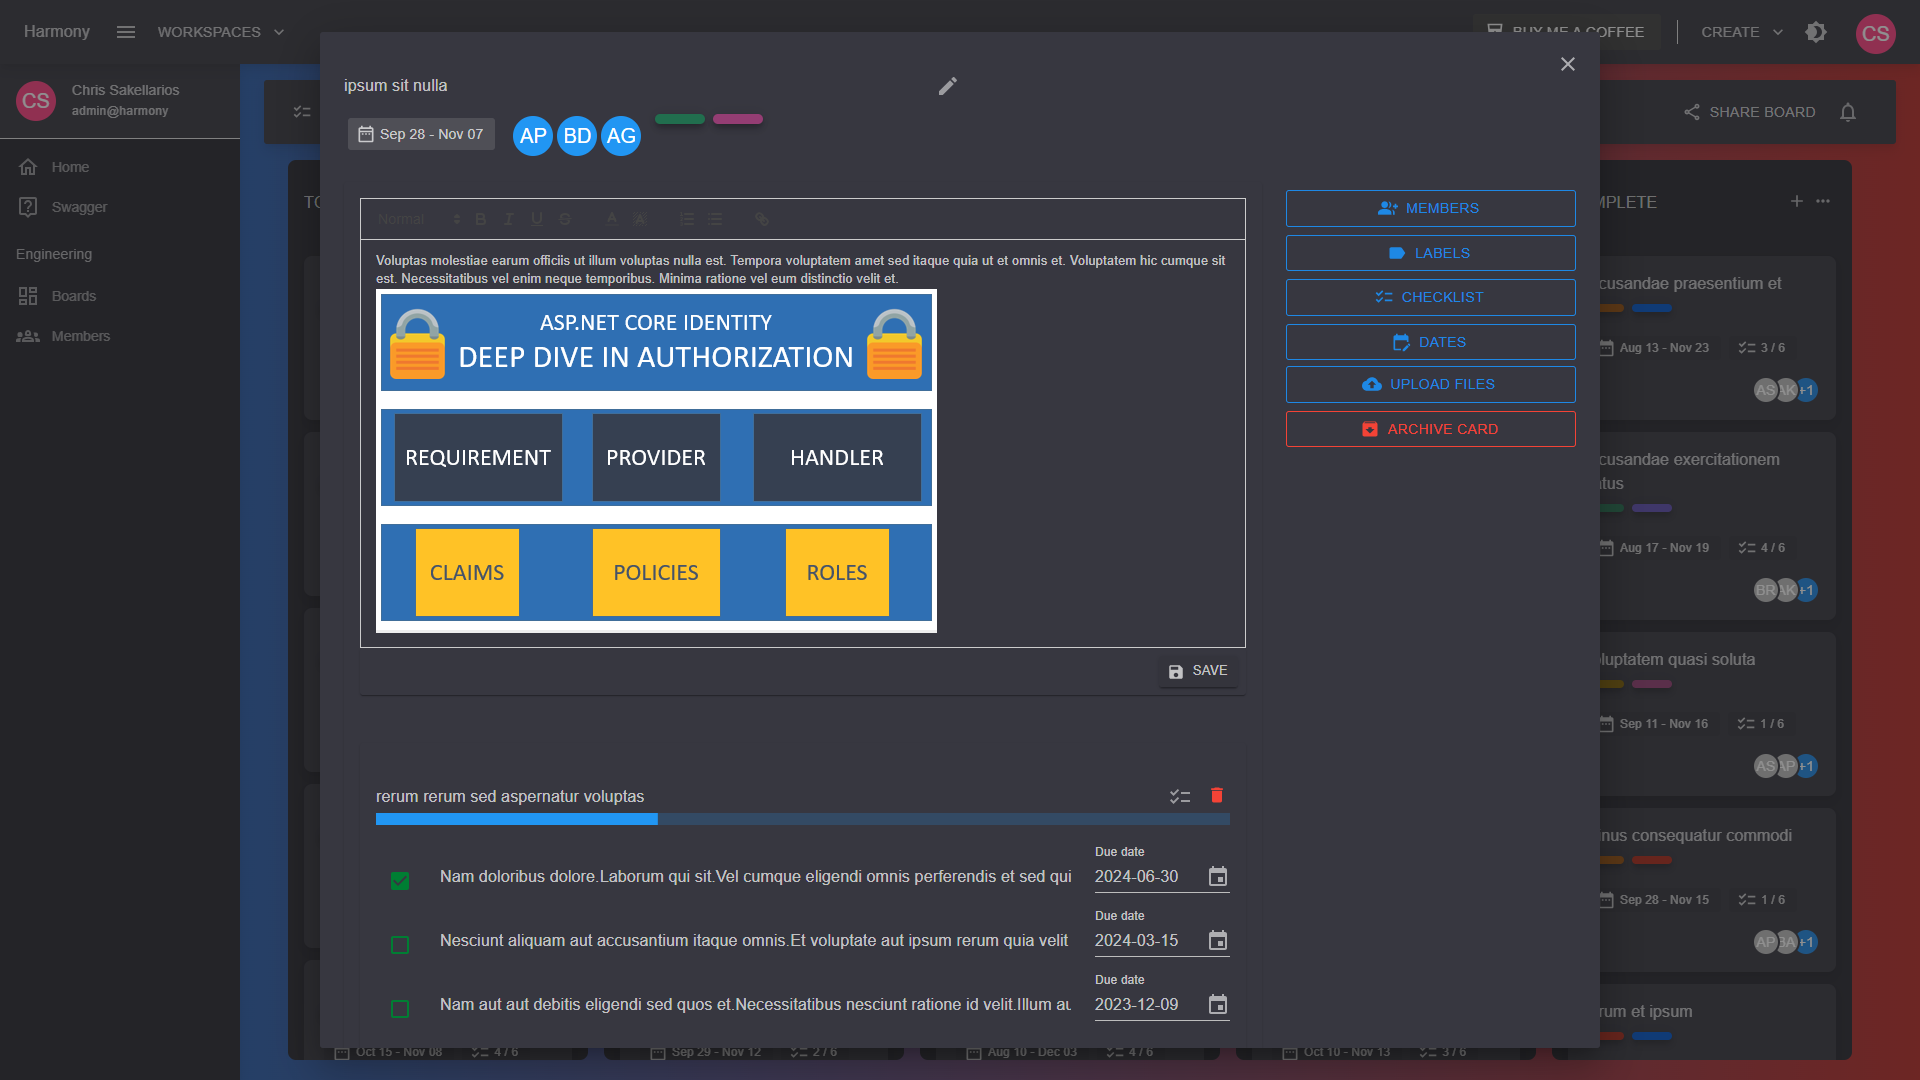 Harmony
WORKSPACES
BUY ME A COFFEE
CREATE
CS
CS
Chris Sakellarios
admin@harmony
Home
Swagger
Engineering
Boards
Members
SHARE BOARD
ipsum sit nulla
Sep 28 - Nov 07
AP BD AG
Normal
Voluptas molestiae earum officiis ut illum voluptas nulla est. Tempora voluptatem amet sed itaque quia ut et omnis et. Voluptatem hic cumque sit
est. Necessitatibus vel enim neque temporibus. Minima ratione vel eum distinctio velit et.
ASP.NET CORE IDENTITY
DEEP DIVE IN AUTHORIZATION
REQUIREMENT
PROVIDER
HANDLER
CLAIMS
POLICIES
ROLES
SAVE
MEMBERS
LABELS
CHECKLIST
DATES
UPLOAD FILES
ARCHIVE CARD
rerum rerum sed aspernatur voluptas
Due date
Nam doloribus dolore.Laborum qui sit.Vel cumque eligendi omnis perferendis et sed qui
2024-06-30
Due date
Nesciunt aliquam aut accusantium itaque omnis.Et voluptate aut ipsum rerum quia velit
2024-03-15
Due date
Nam aut aut debitis eligendi sed quos et.Necessitatibus nesciunt ratione id velit.Illum au
2023-12-09
MPLETE
cusandae praesentium et
Aug 13 - Nov 23
3 / 6
AS AK +1
cusandae exercitationem
atus
Aug 17 - Nov 19
4 / 6
BR AK +1
luptatem quasi soluta
Sep 11 - Nov 16
1 / 6
AS AP +1
nus consequatur commodi
Sep 28 - Nov 15
1 / 6
AP BA +1
rum et ipsum
Oct 15 - Nov 08
4 / 6
Sep 29 - Nov 12
2 / 6
Aug 10 - Dec 03
4 / 6
Oct 10 - Nov 13
3 / 6